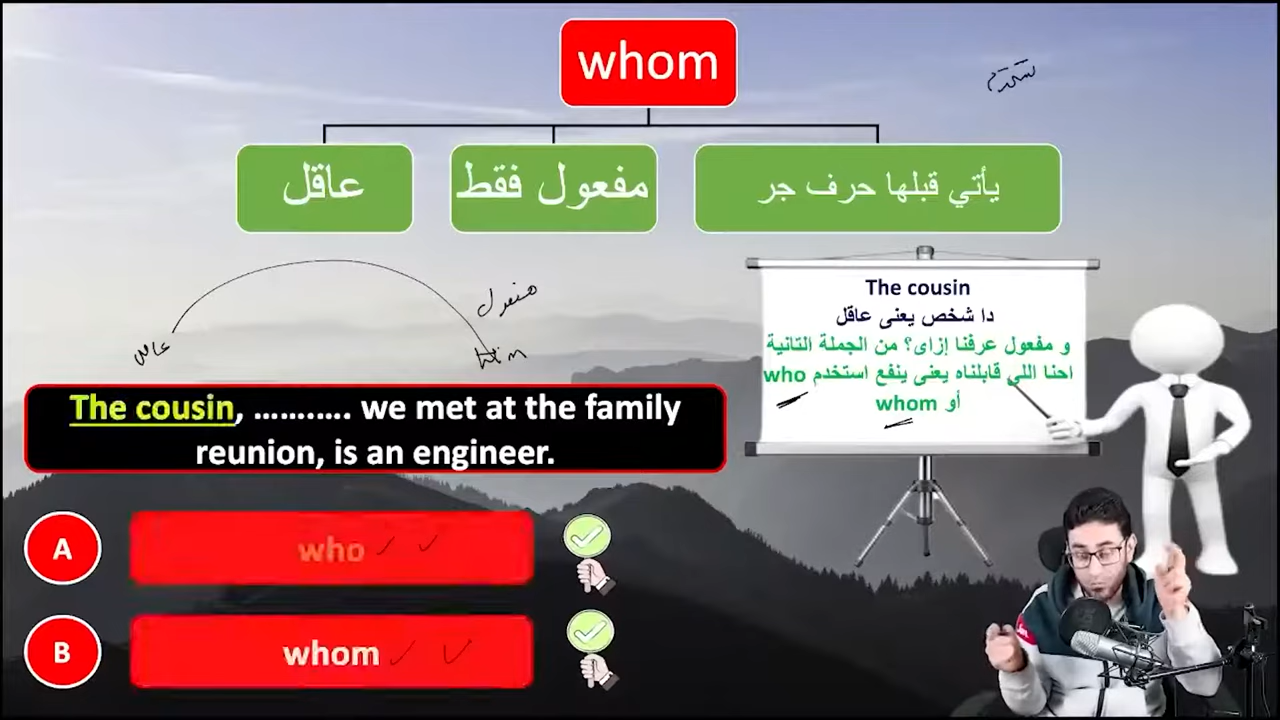 whom
عاقل
مفعول فقط
يأتي قبلها حرف جر
The cousin
دا شخص يعنى عاقل
و مفعول عرفنا إزاى؟ من الجملة الثانية
احنا اللى قابلناه يعنى ينفع استخدم who
أو whom
مفعول
عاقل
The cousin, ........... we met at the family
reunion, is an engineer.
A
who
B
whom